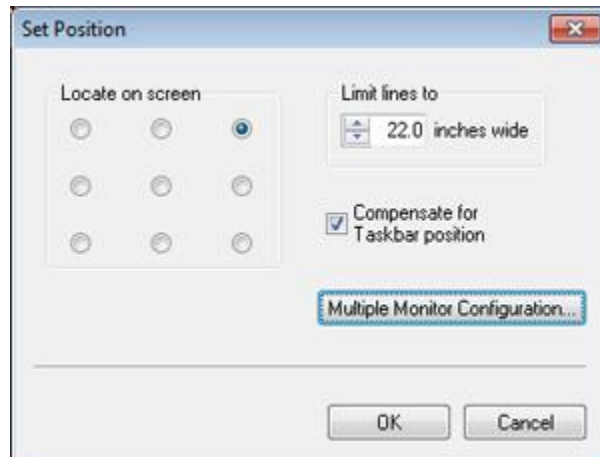 Set Position
Locate on screen
Limit lines to
22.0 inches wide
Compensate for
Taskbar position
Multiple Monitor Configuration...
OK
Cancel